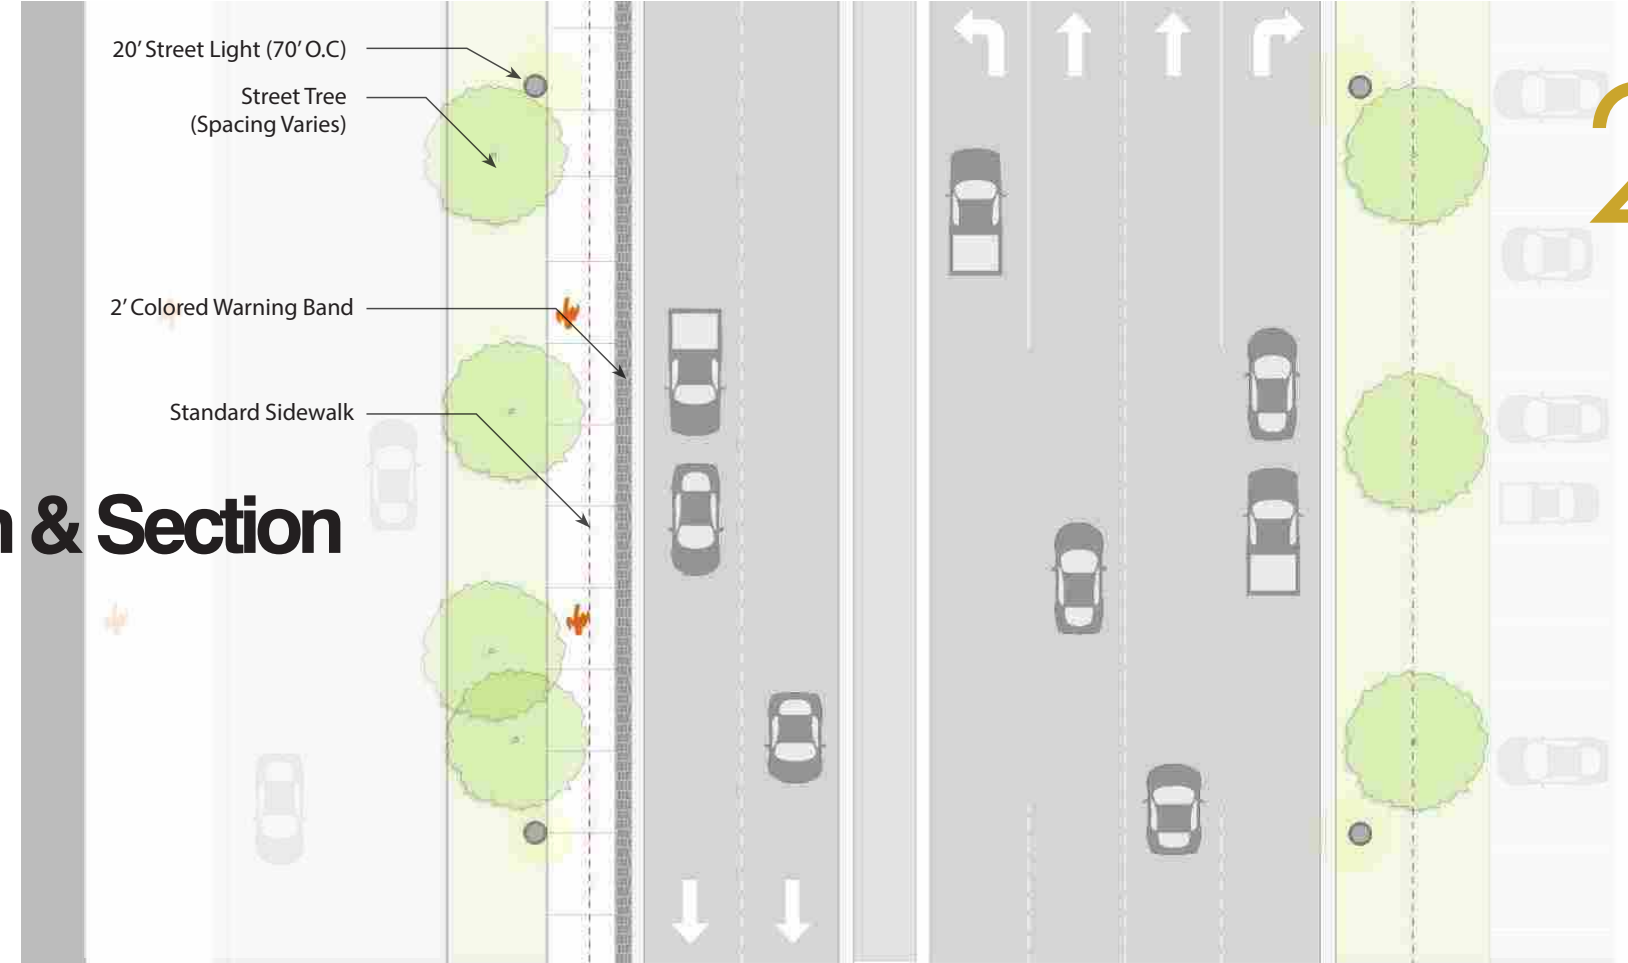 20’ Street Light (70’ O.C)
Street Tree
(Spacing Varies)
2’ Colored Warning Band
Standard Sidewalk
& Section